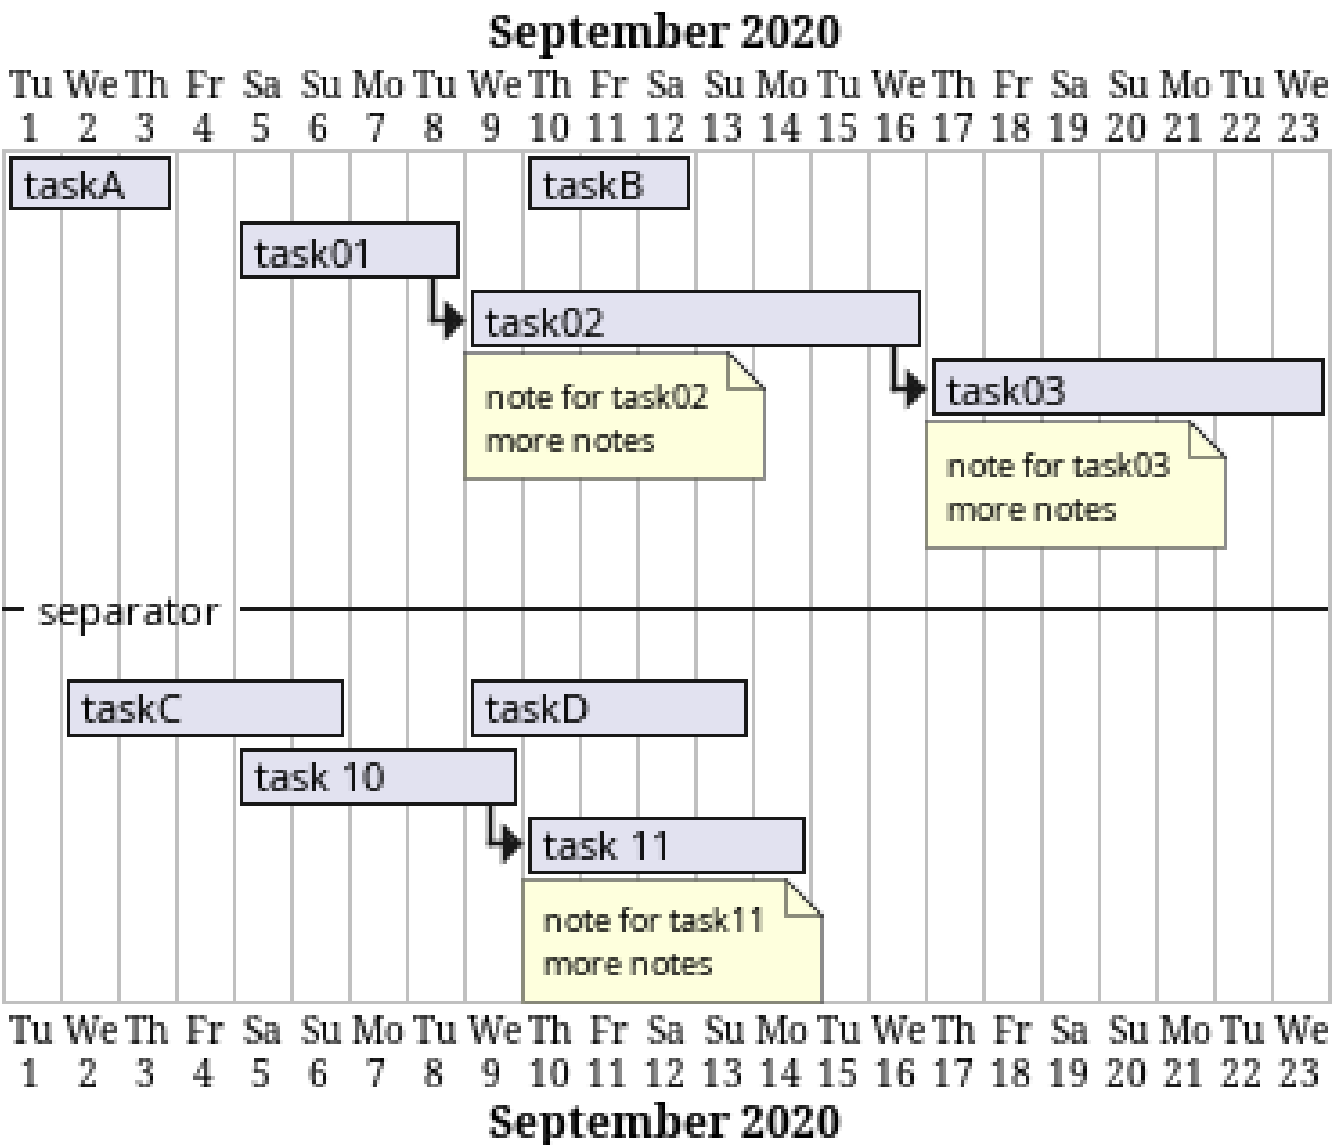 September 2020
Tu We Th Fr Sa Su Mo Tu We Th Fr Sa Su Mo Tu We Th Fr Sa Su Mo Tu We
1 2 3 4 5 6 7 8 9 10 11 12 13 14 15 16 17 18 19 20 21 22 23
taskA taskB
task01
task02
task03
note for task02
more notes
note for task03
more notes
separator
taskC taskD
task 10
task 11
note for task11
more notes
Tu We Th Fr Sa Su Mo Tu We Th Fr Sa Su Mo Tu We Th Fr Sa Su Mo Tu We
1 2 3 4 5 6 7 8 9 10 11 12 13 14 15 16 17 18 19 20 21 22 23
September 2020